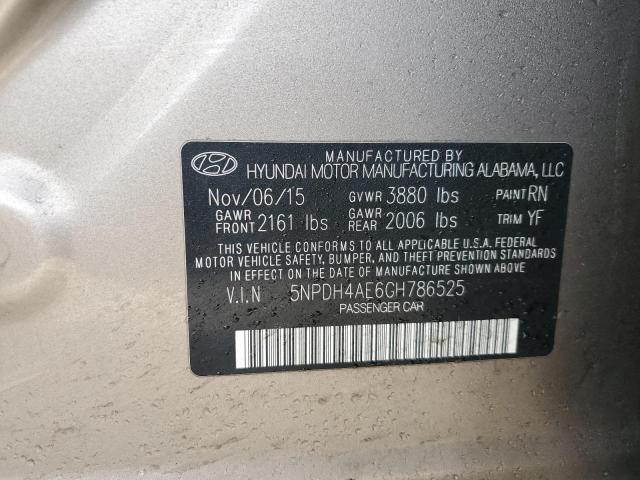 MANUFACTURED BY
HYUNDAI MOTOR MANUFACTURING ALABAMA, LLC
Nov/06/15 GVWR 3880 lbs PAINT RN
GAWR FRONT 2161 lbs GAWR REAR 2006 lbs TRIM YF
THIS VEHICLE CONFORMS TO ALL APPLICABLE U.S.A. FEDERAL
MOTOR VEHICLE SAFETY, BUMPER, AND THEFT PREVENTION STANDARDS
IN EFFECT ON THE DATE OF MANUFACTURE SHOWN ABOVE
V.I.N 5NPDH4AE6GH786525
PASSENGER CAR